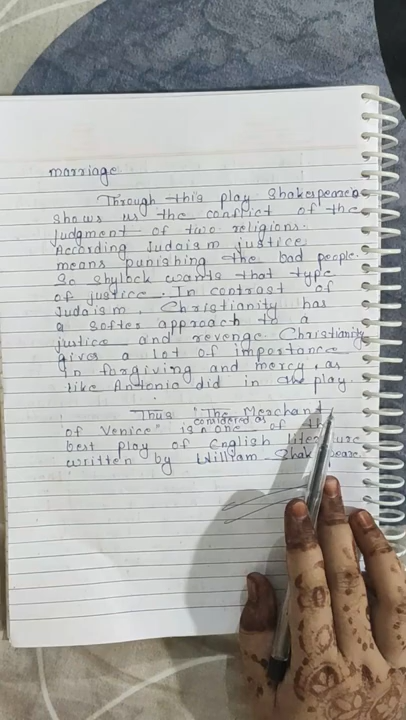 marriage.
Through this play Shakespeare
shows us the conflict of the
judgment of two religions.
According Judaism justice
means punishing the bad people.
So Shylock wants that type
of justice. In contrast of
Judaism, Christianity has
a softer approach to a
justice and revenge. Christianity
gives a lot of importance
in forgiving and mercy, as
like Antonio did in the play.
Thus "The Merchant
considered as
of Venice" is one of the
best play of English literature
written by William Shakespeare.